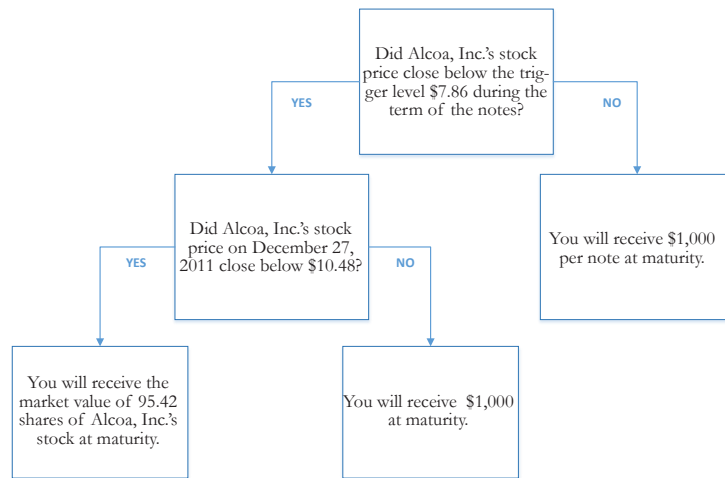 Did Alcoa, Inc.'s stock
price close below the trig-
ger level $7.86 during the
term of the notes?
YES
NO
Did Alcoa, Inc.'s stock
price on December 27,
2011 close below $10.48?
You will receive $1,000
per note at maturity.
YES
NO
You will receive the
market value of 95.42
shares of Alcoa, Inc.'s
stock at maturity.
You will receive $1,000
at maturity.